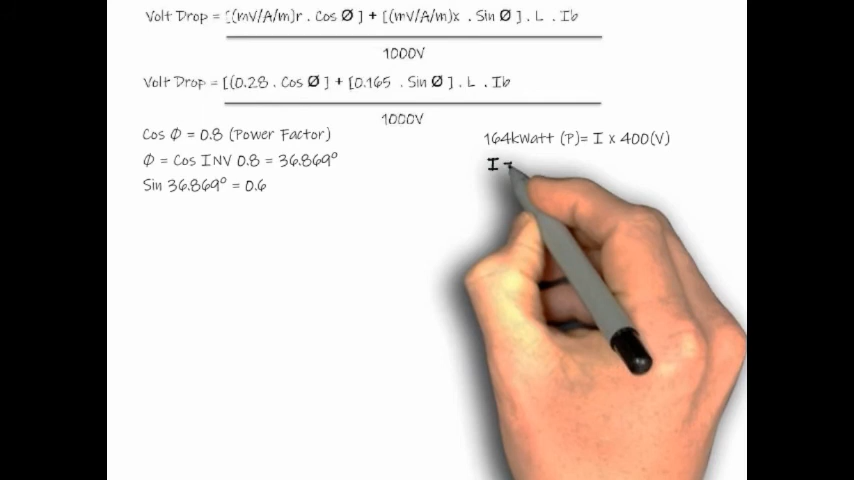 Volt Drop = [(mV/A/m)r . Cos Ø ] + [(mV/A/m)x . Sin Ø ] . L . Ib
1000V
Volt Drop = [(0.28 . Cos Ø ] + [0.165 . Sin Ø ] . L . Ib
1000V
Cos Ø = 0.8 (Power Factor)
Ø = Cos INV 0.8 = 36.869°
Sin 36.869° = 0.6
164kWatt (P)= I x 400(V)
I